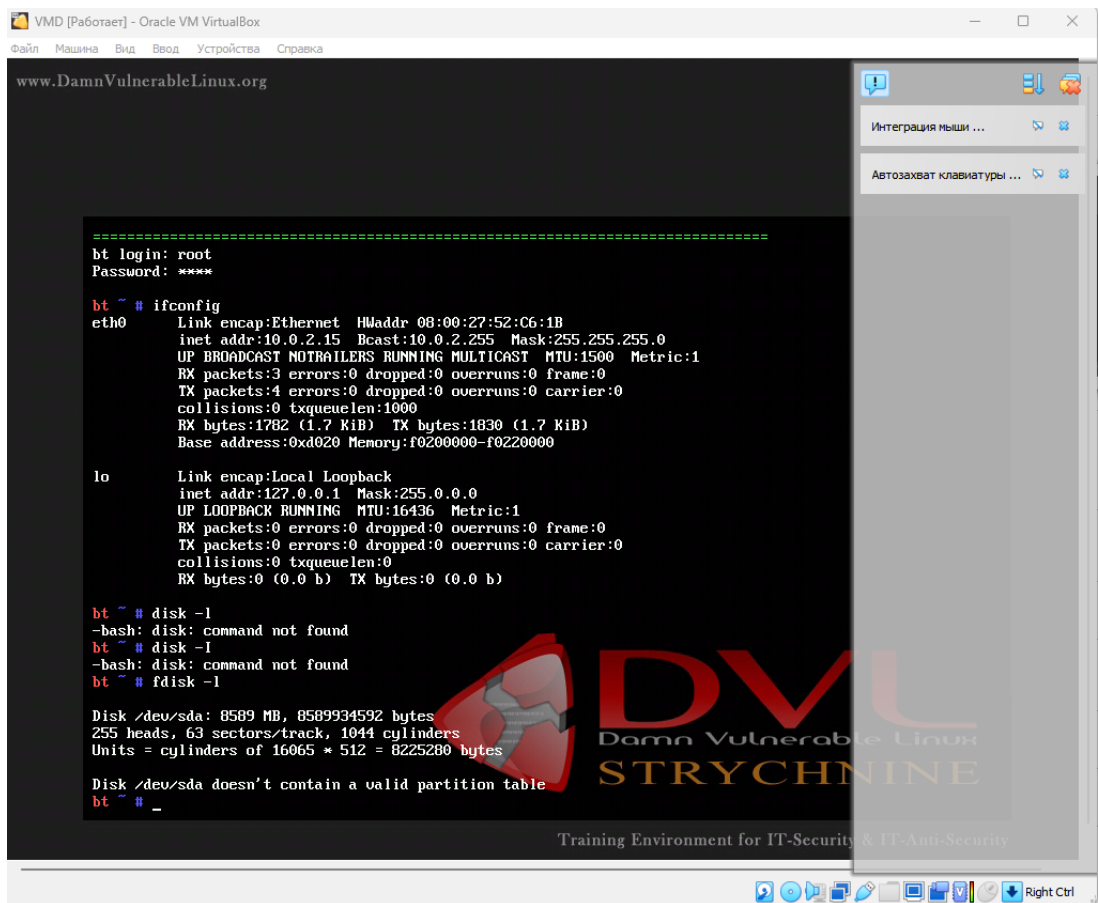 VMD [Работает] - Oracle VM VirtualBox
Файл Машина Вид Ввод Устройства Справка
www.DamnVulnerableLinux.org
Интеграция мыши ...
Автозахват клавиатуры ...
==============================================================================
bt login: root
Password: ****
bt ~ # ifconfig
eth0 Link encap:Ethernet HWaddr 08:00:27:52:C6:1B
inet addr:10.0.2.15 Bcast:10.0.2.255 Mask:255.255.255.0
UP BROADCAST NOTRAILERS RUNNING MULTICAST MTU:1500 Metric:1
RX packets:3 errors:0 dropped:0 overruns:0 frame:0
TX packets:4 errors:0 dropped:0 overruns:0 carrier:0
collisions:0 txqueuelen:1000
RX bytes:1782 (1.7 KiB) TX bytes:1830 (1.7 KiB)
Base address:0xd020 Memory:f0200000-f0220000
lo Link encap:Local Loopback
inet addr:127.0.0.1 Mask:255.0.0.0
UP LOOPBACK RUNNING MTU:16436 Metric:1
RX packets:0 errors:0 dropped:0 overruns:0 frame:0
TX packets:0 errors:0 dropped:0 overruns:0 carrier:0
collisions:0 txqueuelen:0
RX bytes:0 (0.0 b) TX bytes:0 (0.0 b)
bt ~ # disk -l
-bash: disk: command not found
bt ~ # disk -I
-bash: disk: command not found
bt ~ # fdisk -l
Disk /dev/sda: 8589 MB, 8589934592 bytes
255 heads, 63 sectors/track, 1044 cylinders
Units = cylinders of 16065 * 512 = 8225280 bytes
Disk /dev/sda doesn't contain a valid partition table
bt ~ # _
DVL
Damn Vulnerable Linux
STRYCHNINE
Training Environment for IT-Security & IT-Anti-Security
Right Ctrl